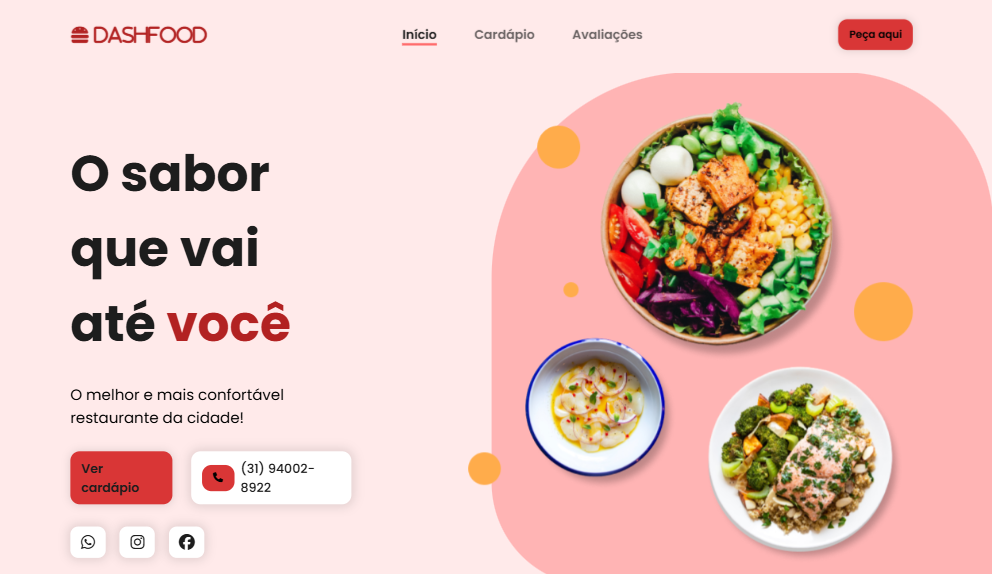 DASHFOOD
Início
Cardápio
Avaliações
Peça aqui
O sabor
que vai
até você
O melhor e mais confortável
restaurante da cidade!
Ver
cardápio
(31) 94002-
8922